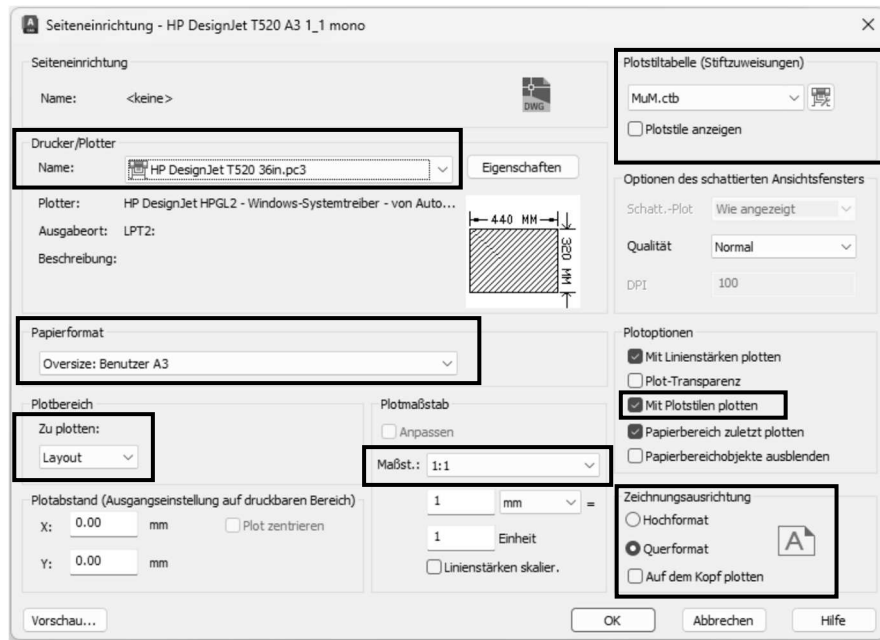 Seiteneinrichtung - HP DesignJet T520 A3 1_1 mono
Seiteneinrichtung
Name: <keine>
DWG
Drucker/Plotter
Name: HP DesignJet T520 36in.pc3
Eigenschaften
Plotter: HP DesignJet HPGL2 - Windows-Systemtreiber - von Auto...
Ausgabeort: LPT2:
Beschreibung:
440 MM
320 MM
Papierformat
Oversize: Benutzer A3
Plotbereich
Zu plotten:
Layout
Plotmaßstab
Anpassen
Maßst.: 1:1
1 mm =
1 Einheit
Linienstärken skalier.
Plotabstand (Ausgangseinstellung auf druckbaren Bereich)
X: 0.00 mm
Plot zentrieren
Y: 0.00 mm
Plotstiltabelle (Stiftzuweisungen)
MuM.ctb
Plotstile anzeigen
Optionen des schattierten Ansichtsfensters
Schatt.-Plot Wie angezeigt
Qualität Normal
DPI 100
Plotoptionen
Mit Linienstärken plotten
Plot-Transparenz
Mit Plotstilen plotten
Papierbereich zuletzt plotten
Papierbereichobjekte ausblenden
Zeichnungsausrichtung
Hochformat
Querformat
A
Auf dem Kopf plotten
Vorschau...
OK
Abbrechen
Hilfe